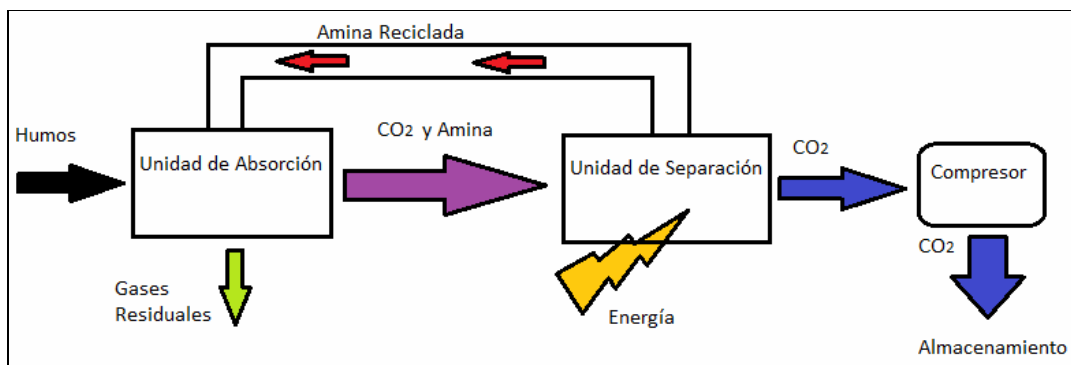 Amina Reciclada
Humos
Unidad de Absorción
CO2 y Amina
Unidad de Separación
CO2
Compresor
CO2
Gases
Residuales
Energía
Almacenamiento